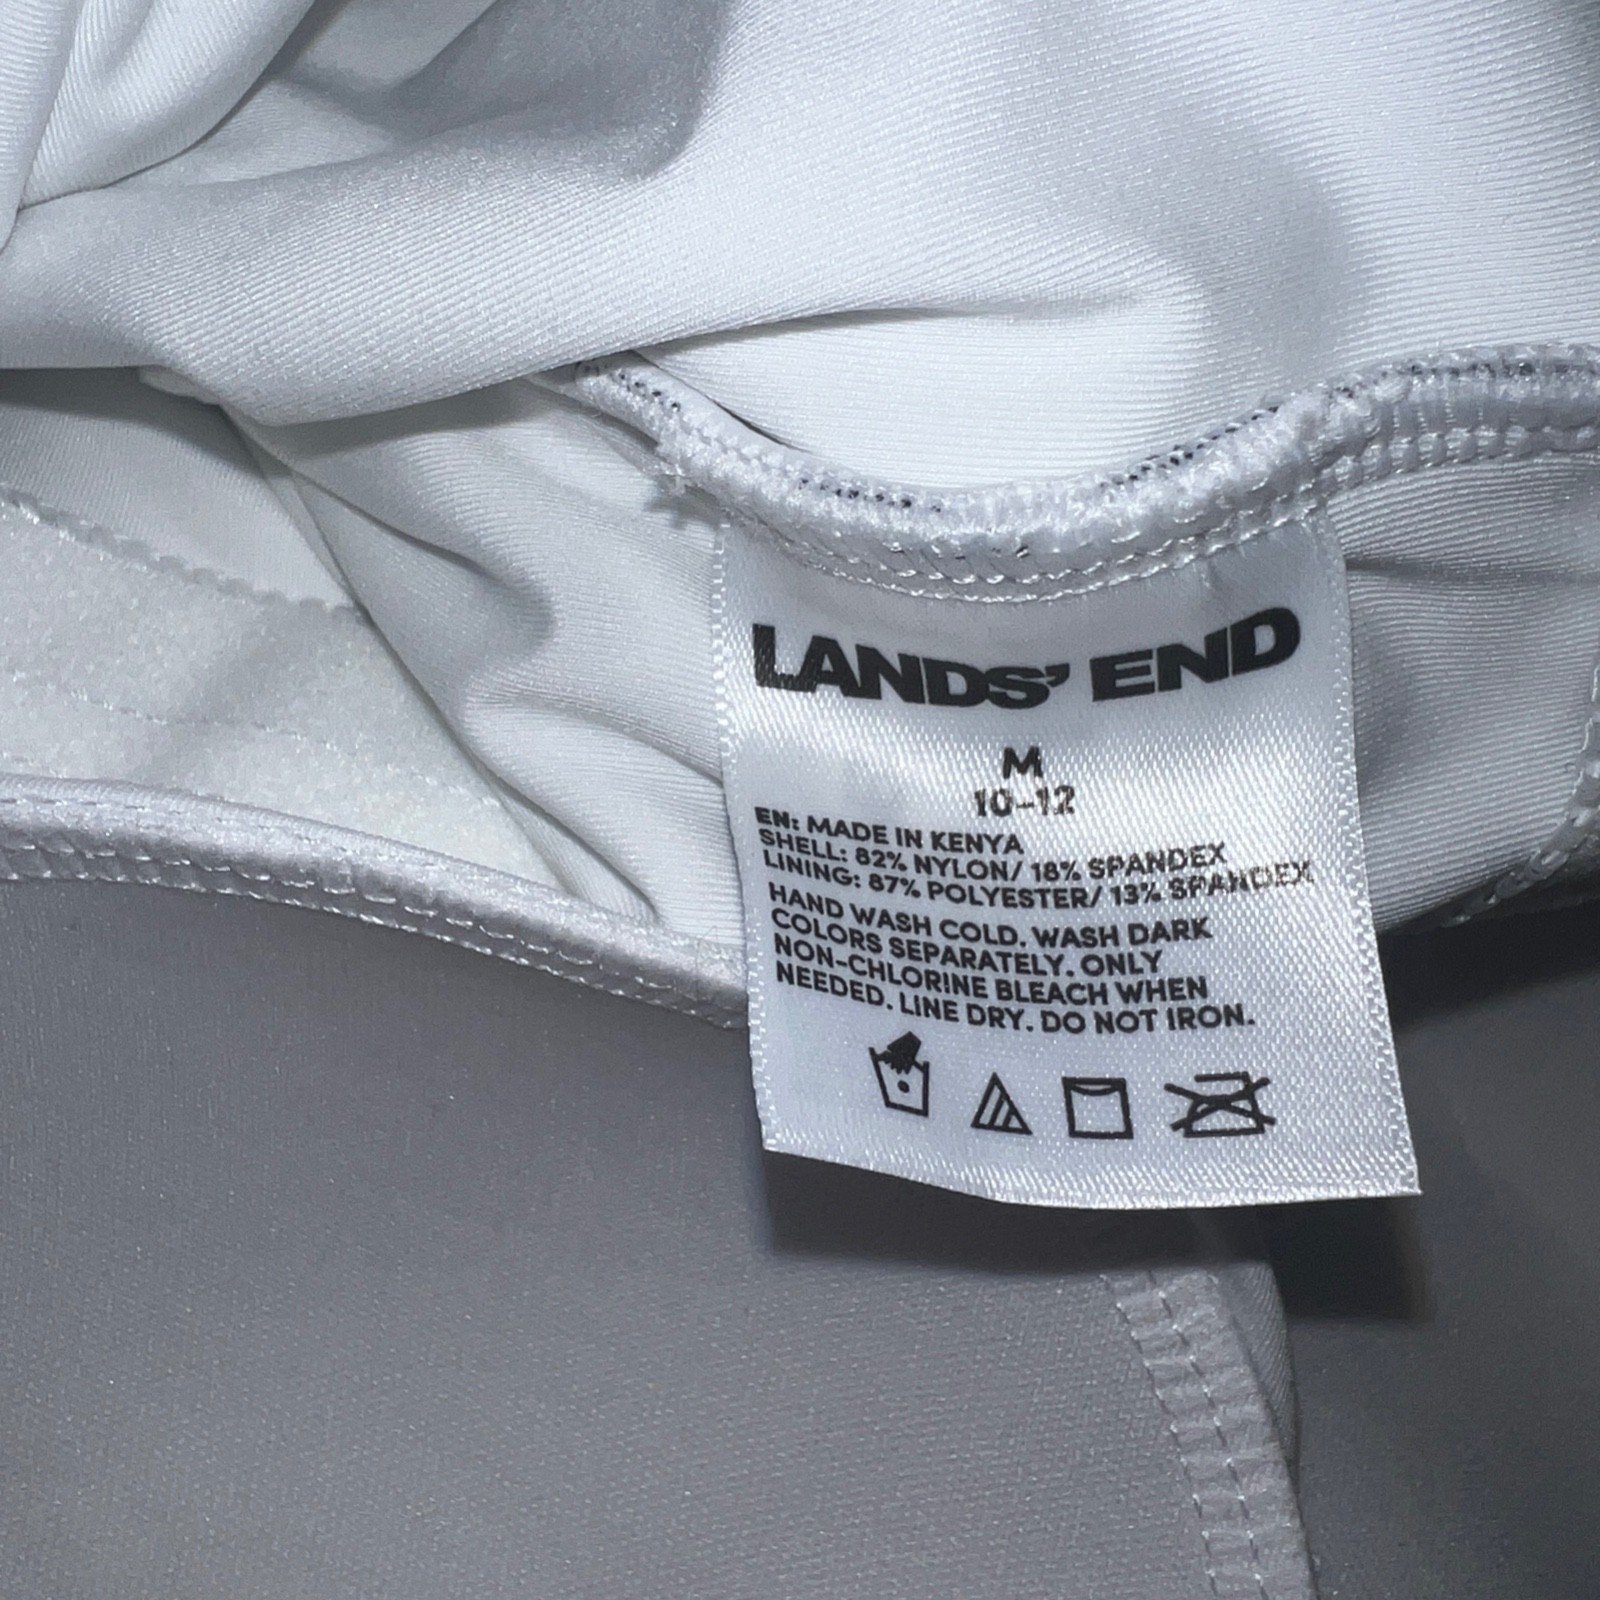 LANDS' END
M
10-12
EN: MADE IN KENYA
SHELL: 82% NYLON/ 18% SPANDEX
LINING: 87% POLYESTER/ 13% SPANDEX
HAND WASH COLD. WASH DARK
COLORS SEPARATELY. ONLY
NON-CHLORINE BLEACH WHEN
NEEDED. LINE DRY. DO NOT IRON.